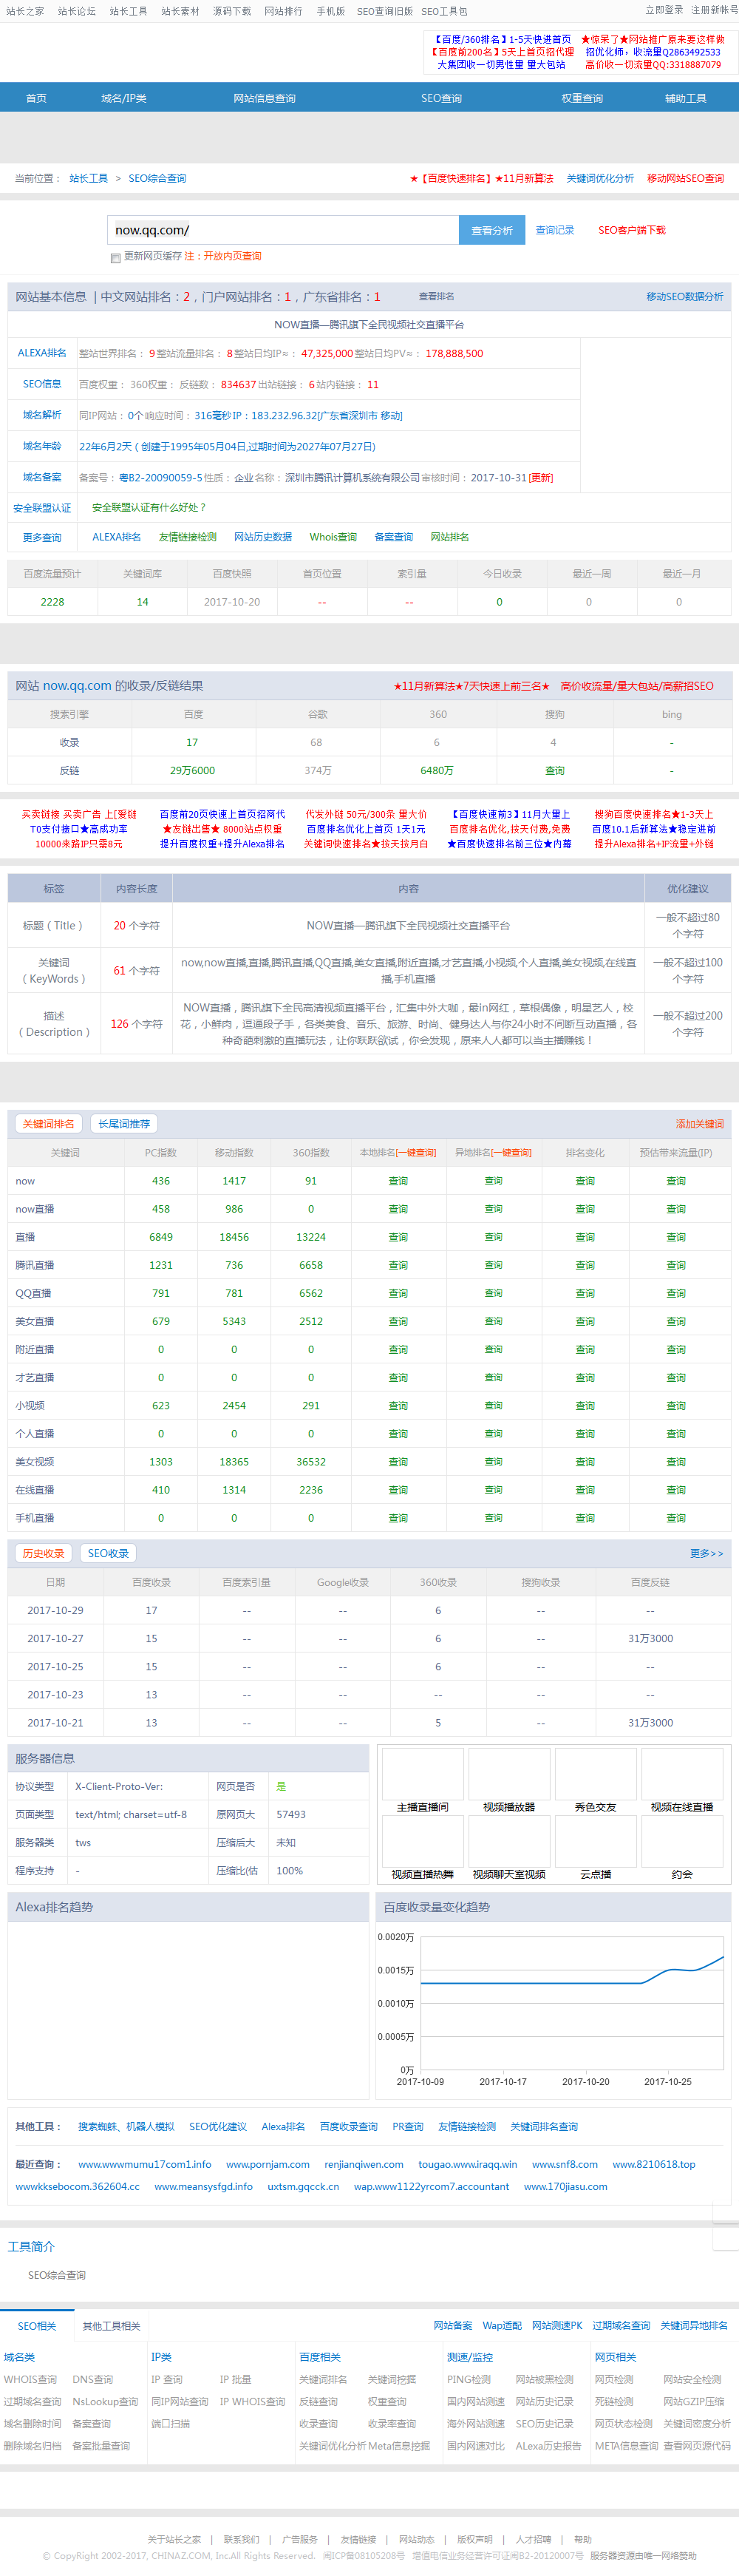 站长之家 站长论坛 站长工具 站长素材 源码下载 网站排行 手机版 SEO查询旧版 SEO工具包 立即登录 注册新帐号
【百度/360排名】1-5天快进首页 ★惊呆了★网站推广原来要这样做
【百度前200名】5天上首页招代理 招优化师，收流量Q2863492533
大集团收一切男性量 量大包站 高价收一切流量QQ:3318887079
首页 域名/IP类 网站信息查询 SEO查询 权重查询 辅助工具
当前位置： 站长工具 > SEO综合查询 ★【百度快速排名】★11月新算法 关键词优化分析 移动网站SEO查询
now.qq.com/ 查看分析 查询记录 SEO客户端下载
更新网页缓存 注：开放内页查询
网站基本信息 | 中文网站排名：2，门户网站排名：1，广东省排名：1 查看排名 移动SEO数据分析
NOW直播—腾讯旗下全民视频社交直播平台
ALEXA排名 整站世界排名： 9 整站流量排名： 8 整站日均IP≈： 47,325,000 整站日均PV≈： 178,888,500
SEO信息 百度权重： 360权重： 反链数： 834637 出站链接： 6 站内链接： 11
域名解析 同IP网站：0个 响应时间： 316毫秒 IP：183.232.96.32[广东省深圳市 移动]
域名年龄 22年6月2天（创建于1995年05月04日,过期时间为2027年07月27日）
域名备案 备案号： 粤B2-20090059-5 性质： 企业 名称： 深圳市腾讯计算机系统有限公司 审核时间： 2017-10-31 [更新]
安全联盟认证 安全联盟认证有什么好处？
更多查询 ALEXA排名 友情链接检测 网站历史数据 Whois查询 备案查询 网站排名
百度流量预计 关键词库 百度快照 首页位置 索引量 今日收录 最近一周 最近一月
2228 14 2017-10-20 -- -- 0 0 0
网站 now.qq.com 的收录/反链结果 ★11月新算法★7天快速上前三名★ 高价收流量/量大包站/高薪招SEO
搜索引擎 百度 谷歌 360 搜狗 bing
收录 17 68 6 4 -
反链 29万6000 374万 6480万 查询 -
买卖链接 买卖广告 上[爱链 百度前20页快速上首页招商代 代发外链 50元/300条 量大价 【百度快速前3】11月大量上 搜狗百度快速排名★1-3天上
T0支付接口★高成功率 ★友链出售★ 8000站点权重 百度排名优化上首页 1天1元 百度排名优化,按天付费,免费 百度10.1后新算法★稳定进前
10000来路IP只需8元 提升百度权重+提升Alexa排名 关键词快速排名★按天按月自 ★百度快速排名前三位★内幕 提升Alexa排名+IP流量+外链
标签 内容长度 内容 优化建议
标题（Title） 20 个字符 NOW直播—腾讯旗下全民视频社交直播平台 一般不超过80个字符
关键词（KeyWords） 61 个字符 now,now直播,直播,腾讯直播,QQ直播,美女直播,附近直播,才艺直播,小视频,个人直播,美女视频,在线直播,手机直播 一般不超过100个字符
描述（Description） 126 个字符 NOW直播，腾讯旗下全民高清视频直播平台，汇集中外大咖，最in网红，草根偶像，明星艺人，校花，小鲜肉，逗逼段子手，各类美食、音乐、旅游、时尚、健身达人与你24小时不间断互动直播，各种奇葩刺激的直播玩法，让你跃跃欲试，你会发现，原来人人都可以当主播赚钱！ 一般不超过200个字符
关键词排名 长尾词推荐 添加关键词
关键词 PC指数 移动指数 360指数 本地排名[一键查询] 异地排名[一键查询] 排名变化 预估带来流量(IP)
now 436 1417 91 查询 查询 查询 查询
now直播 458 986 0 查询 查询 查询 查询
直播 6849 18456 13224 查询 查询 查询 查询
腾讯直播 1231 736 6658 查询 查询 查询 查询
QQ直播 791 781 6562 查询 查询 查询 查询
美女直播 679 5343 2512 查询 查询 查询 查询
附近直播 0 0 0 查询 查询 查询 查询
才艺直播 0 0 0 查询 查询 查询 查询
小视频 623 2454 291 查询 查询 查询 查询
个人直播 0 0 0 查询 查询 查询 查询
美女视频 1303 18365 36532 查询 查询 查询 查询
在线直播 410 1314 2236 查询 查询 查询 查询
手机直播 0 0 0 查询 查询 查询 查询
历史收录 SEO收录 更多>>
日期 百度收录 百度索引量 Google收录 360收录 搜狗收录 百度反链
2017-10-29 17 -- -- 6 -- --
2017-10-27 15 -- -- 6 -- 31万3000
2017-10-25 15 -- -- 6 -- --
2017-10-23 13 -- -- -- -- --
2017-10-21 13 -- -- 5 -- 31万3000
服务器信息
协议类型 X-Client-Proto-Ver: 网页是否 是
页面类型 text/html; charset=utf-8 原网页大 57493
服务器类 tws 压缩后大 未知
程序支持 - 压缩比(估 100%
主播直播间 视频播放器 秀色交友 视频在线直播
视频直播热舞 视频聊天室视频 云点播 约会
Alexa排名趋势 百度收录量变化趋势
0.0020万
0.0015万
0.0010万
0.0005万
0万
2017-10-09 2017-10-17 2017-10-20 2017-10-25
其他工具： 搜索蜘蛛、机器人模拟 SEO优化建议 Alexa排名 百度收录查询 PR查询 友情链接检测 关键词排名查询
最近查询： www.wwwmumu17com1.info www.pornjam.com renjianqiwen.com tougao.www.iraqq.win www.snf8.com www.8210618.top
wwwkksebocom.362604.cc www.meansysfgd.info uxtsm.gqcck.cn wap.www1122yrcom7.accountant www.170jiasu.com
工具简介
SEO综合查询
SEO相关 其他工具相关 网站备案 Wap适配 网站测速PK 过期域名查询 关键词异地排名
域名类 IP类 百度相关 测速/监控 网页相关
WHOIS查询 DNS查询 IP 查询 IP 批量 关键词排名 关键词挖掘 PING检测 网站被黑检测 网页检测 网站安全检测
过期域名查询 NsLookup查询 同IP网站查询 IP WHOIS查询 反链查询 权重查询 国内网站测速 网站历史记录 死链检测 网站GZIP压缩
域名删除时间 备案查询 端口扫描 收录查询 收录率查询 海外网站测速 SEO历史记录 网页状态检测 关键词密度分析
删除域名归档 备案批量查询 关键词优化分析 Meta信息挖掘 国内网速对比 ALexa历史报告 META信息查询 查看网页源代码
关于站长之家 | 联系我们 | 广告服务 | 友情链接 | 网站动态 | 版权声明 | 人才招聘 | 帮助
© CopyRight 2002-2017, CHINAZ.COM, Inc.All Rights Reserved. 闽ICP备08105208号 增值电信业务经营许可证闽B2-20120007号 服务器资源由唯一网络赞助